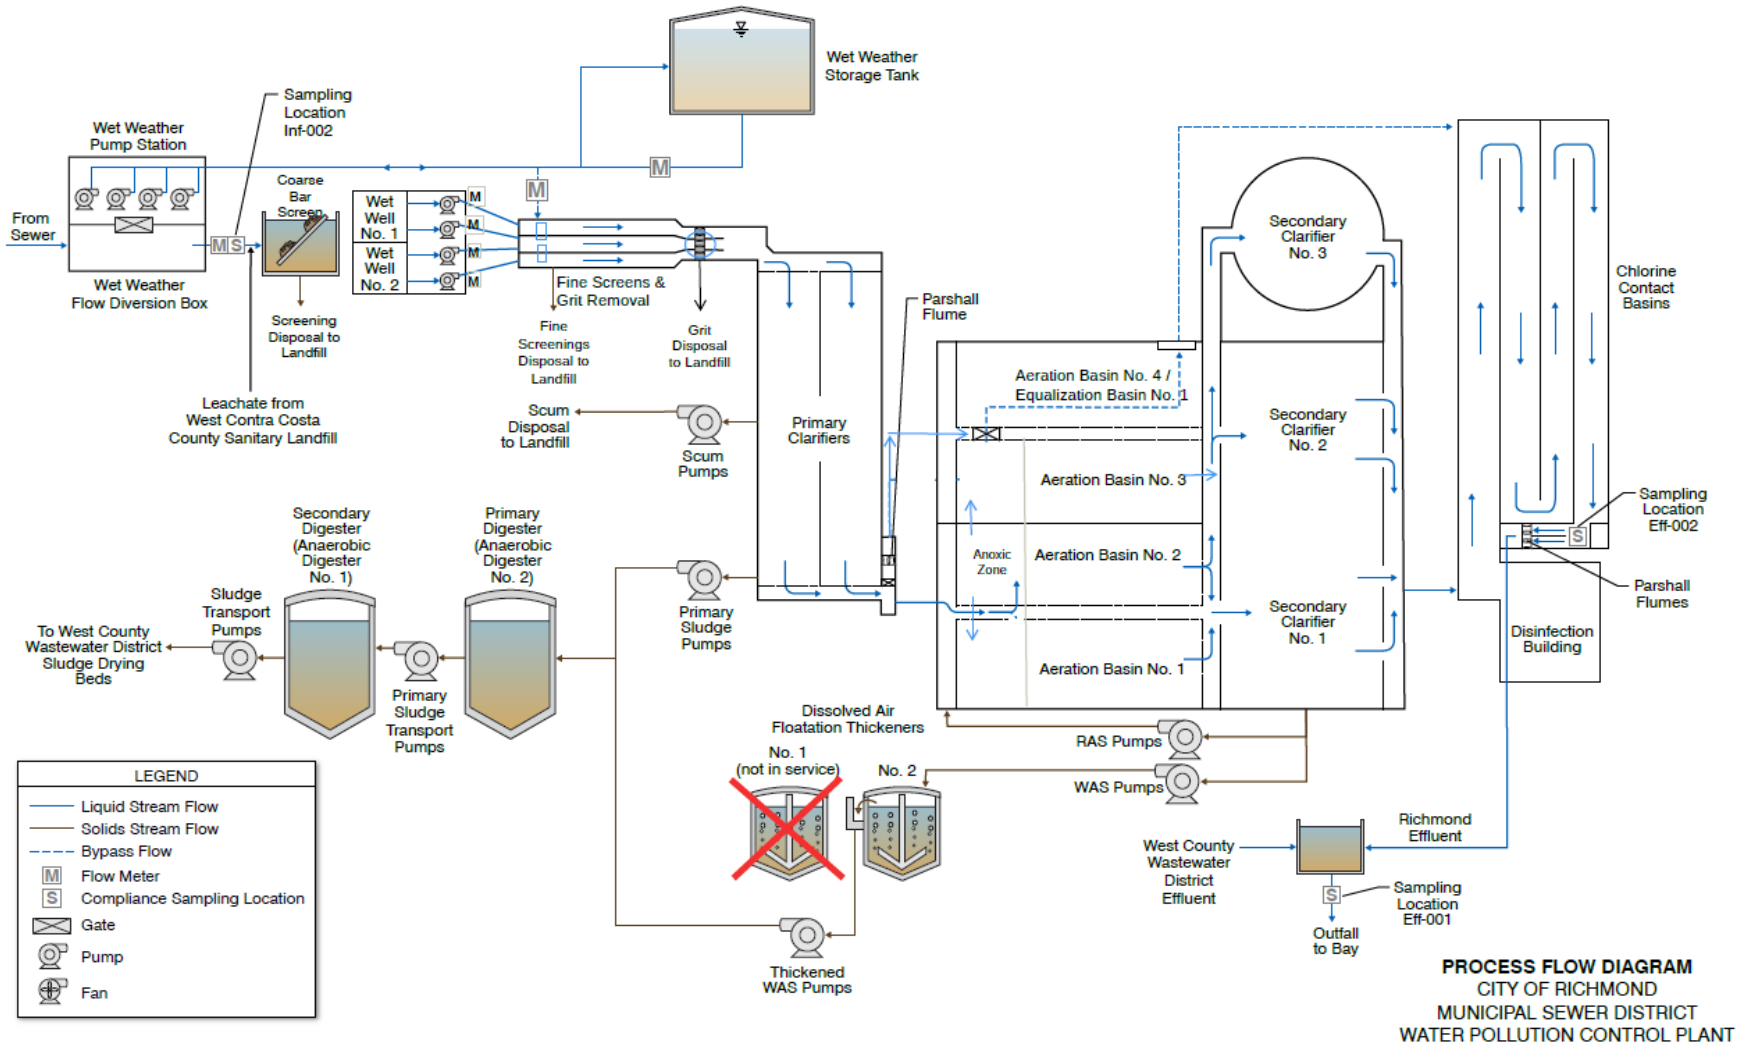 Wet Weather
Storage Tank
Sampling
Location
Inf-002
Wet Weather
Pump Station
From
Sewer
M S
Wet Weather
Flow Diversion Box
Coarse
Bar
Screen
Screening
Disposal to
Landfill
Leachate from
West Contra Costa
County Sanitary Landfill
Wet
Well
No. 1
Wet
Well
No. 2
M
M
M
M
M
M
Fine Screens &
Grit Removal
Fine
Screenings
Disposal to
Landfill
Grit
Disposal
to Landfill
Scum
Disposal
to Landfill
Scum
Pumps
Primary
Clarifiers
Parshall
Flume
Primary
Sludge
Pumps
Aeration Basin No. 4 /
Equalization Basin No. 1
Aeration Basin No. 3
Anoxic
Zone
Aeration Basin No. 2
Aeration Basin No. 1
Secondary
Clarifier
No. 3
Secondary
Clarifier
No. 2
Secondary
Clarifier
No. 1
Chlorine
Contact
Basins
Sampling
Location
Eff-002
S
Parshall
Flumes
Disinfection
Building
Secondary
Digester
(Anaerobic
Digester
No. 1)
Primary
Digester
(Anaerobic
Digester
No. 2)
Sludge
Transport
Pumps
To West County
Wastewater District
Sludge Drying
Beds
Primary
Sludge
Transport
Pumps
Dissolved Air
Floatation Thickeners
No. 1
(not in service)
No. 2
RAS Pumps
WAS Pumps
Thickened
WAS Pumps
Richmond
Effluent
West County
Wastewater
District
Effluent
S
Sampling
Location
Eff-001
Outfall
to Bay
LEGEND
Liquid Stream Flow
Solids Stream Flow
Bypass Flow
M Flow Meter
S Compliance Sampling Location
Gate
Pump
Fan
PROCESS FLOW DIAGRAM
CITY OF RICHMOND
MUNICIPAL SEWER DISTRICT
WATER POLLUTION CONTROL PLANT